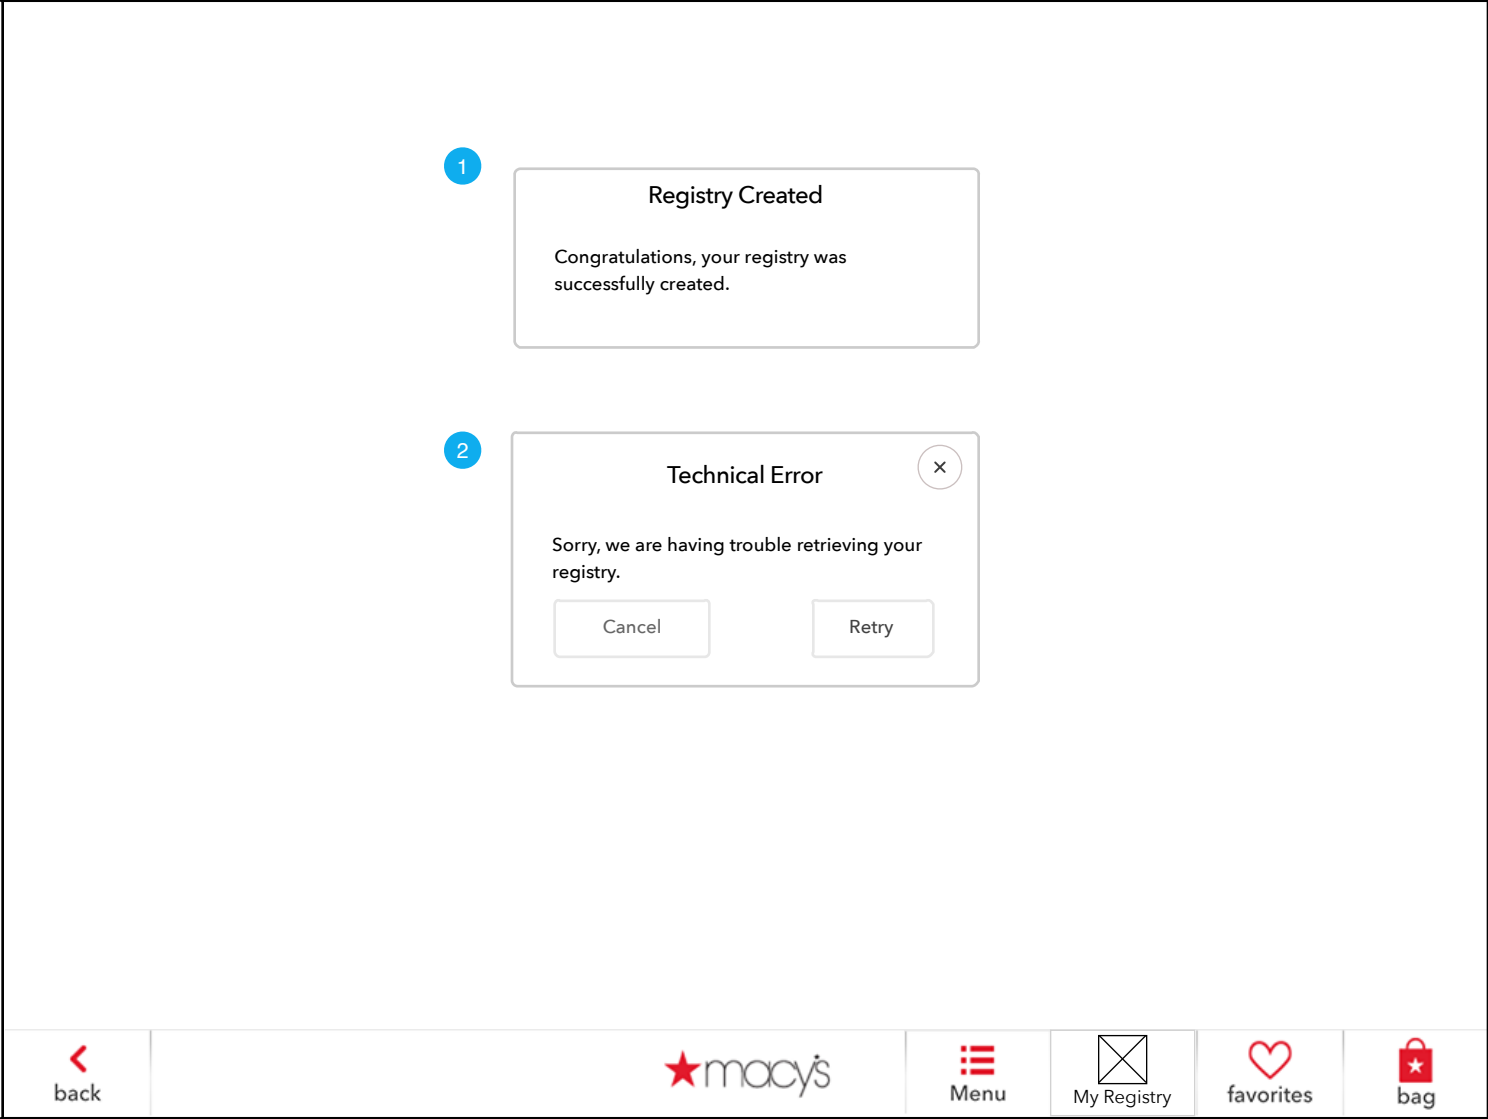 1
Registry Created
Congratulations, your registry was
successfully created.
2
Technical Error
Sorry, we are having trouble retrieving your
registry.
Cancel
Retry
back
macy's
Menu
My Registry
favorites
bag